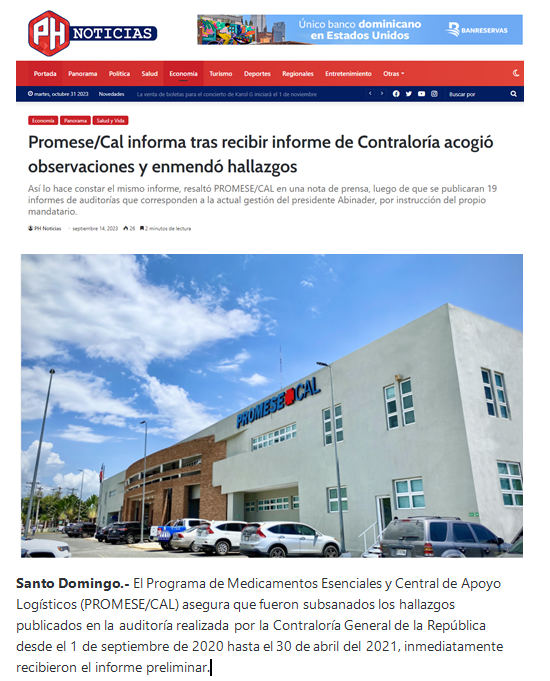 PH NOTICIAS
Único banco dominicano
en Estados Unidos
BANRESERVAS
Portada Panorama Política Salud Economía Turismo Deportes Regionales Entretenimiento Otras
martes, octubre 31 2023 Novedades La venta de boletas para el concierto de Karol G iniciará el 1 de noviembre Buscar por
Economía Panorama Salud y Vida
Promese/Cal informa tras recibir informe de Contraloría acogió
observaciones y enmendó hallazgos
Así lo hace constar el mismo informe, resaltó PROMESE/CAL en una nota de prensa, luego de que se publicaran 19
informes de auditorías que corresponden a la actual gestión del presidente Abinader, por instrucción del propio
mandatario.
PH Noticias · septiembre 14, 2023 26 2 minutos de lectura
PROMESE CAL
Santo Domingo.- El Programa de Medicamentos Esenciales y Central de Apoyo
Logísticos (PROMESE/CAL) asegura que fueron subsanados los hallazgos
publicados en la auditoría realizada por la Contraloría General de la República
desde el 1 de septiembre de 2020 hasta el 30 de abril del 2021, inmediatamente
recibieron el informe preliminar.